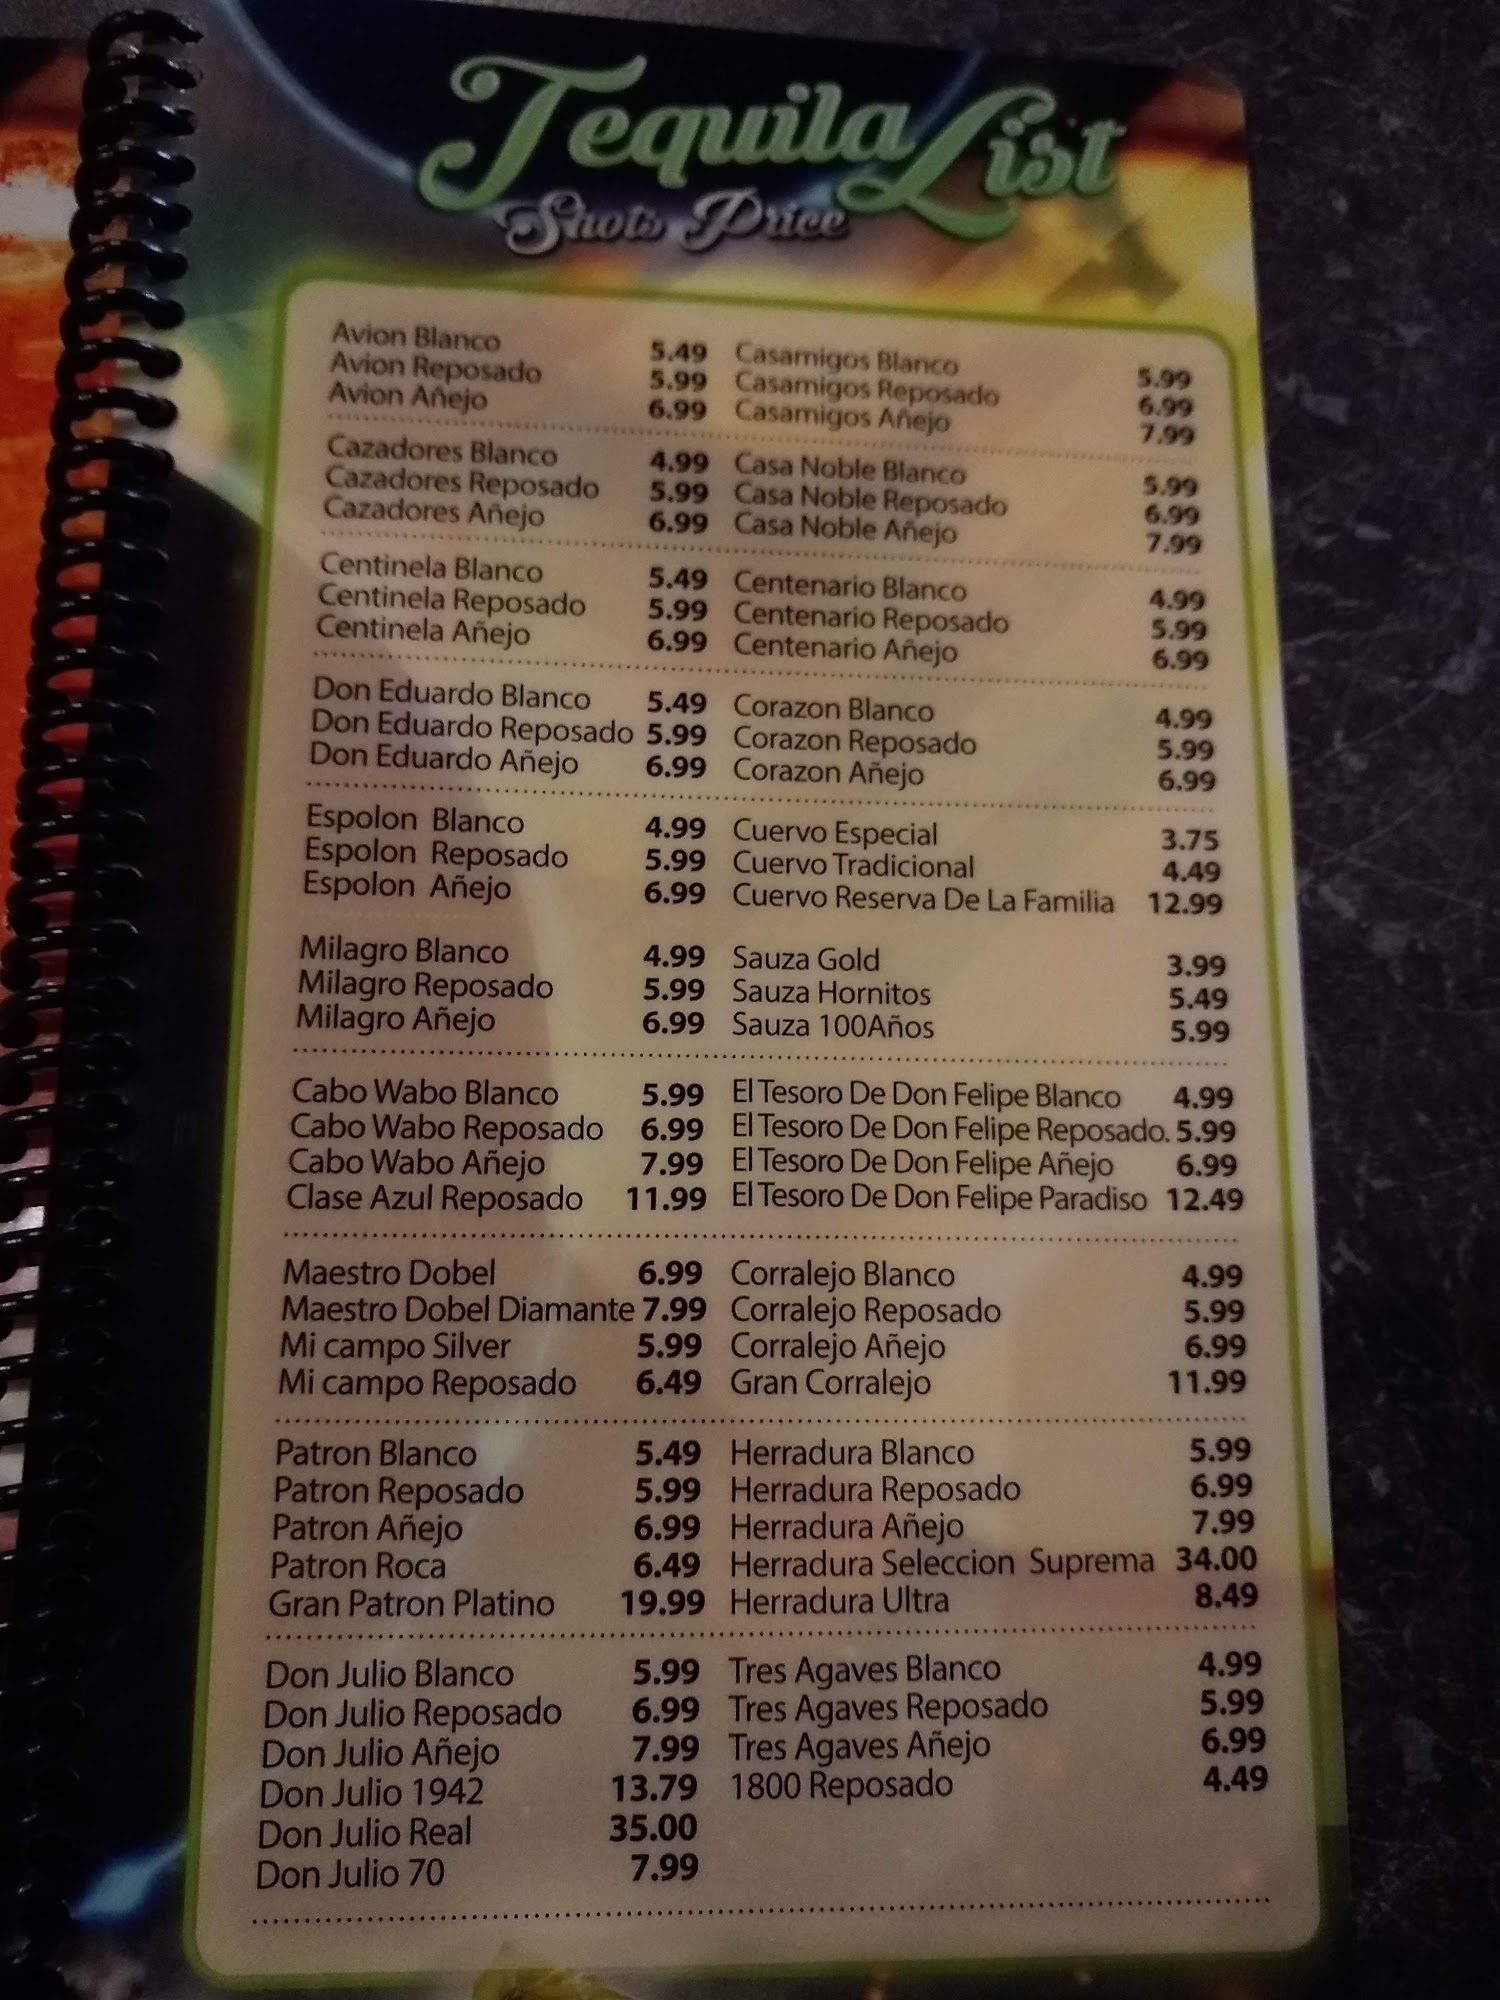 Tequila List
Shots Price
Avion Blanco 5.49
Avion Reposado 5.99
Avion Añejo 6.99
Cazadores Blanco 4.99
Cazadores Reposado 5.99
Cazadores Añejo 6.99
Centinela Blanco 5.49
Centinela Reposado 5.99
Centinela Añejo 6.99
Don Eduardo Blanco 5.49
Don Eduardo Reposado 5.99
Don Eduardo Añejo 6.99
Espolon Blanco 4.99
Espolon Reposado 5.99
Espolon Añejo 6.99
Milagro Blanco 4.99
Milagro Reposado 5.99
Milagro Añejo 6.99
Cabo Wabo Blanco 5.99
Cabo Wabo Reposado 6.99
Cabo Wabo Añejo 7.99
Clase Azul Reposado 11.99
Maestro Dobel 6.99
Maestro Dobel Diamante 7.99
Mi campo Silver 5.99
Mi campo Reposado 6.49
Patron Blanco 5.49
Patron Reposado 5.99
Patron Añejo 6.99
Patron Roca 6.49
Gran Patron Platino 19.99
Don Julio Blanco 5.99
Don Julio Reposado 6.99
Don Julio Añejo 7.99
Don Julio 1942 13.79
Don Julio Real 35.00
Don Julio 70 7.99
Casamigos Blanco 5.99
Casamigos Reposado 6.99
Casamigos Añejo 7.99
Casa Noble Blanco 5.99
Casa Noble Reposado 6.99
Casa Noble Añejo 7.99
Centenario Blanco 4.99
Centenario Reposado 5.99
Centenario Añejo 6.99
Corazon Blanco 4.99
Corazon Reposado 5.99
Corazon Añejo 6.99
Cuervo Especial 3.75
Cuervo Tradicional 4.49
Cuervo Reserva De La Familia 12.99
Sauza Gold 3.99
Sauza Hornitos 5.49
Sauza 100Años 5.99
El Tesoro De Don Felipe Blanco 4.99
El Tesoro De Don Felipe Reposado. 5.99
El Tesoro De Don Felipe Añejo 6.99
El Tesoro De Don Felipe Paradiso 12.49
Corralejo Blanco 4.99
Corralejo Reposado 5.99
Corralejo Añejo 6.99
Gran Corralejo 11.99
Herradura Blanco 5.99
Herradura Reposado 6.99
Herradura Añejo 7.99
Herradura Seleccion Suprema 34.00
Herradura Ultra 8.49
Tres Agaves Blanco 4.99
Tres Agaves Reposado 5.99
Tres Agaves Añejo 6.99
1800 Reposado 4.49